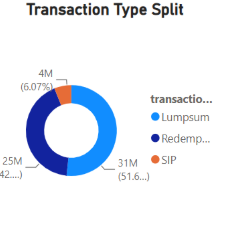 Transaction Type Split
4M
(6.07%)
transactio...
Lumpsum
Redemp...
SIP
25M
42....)
31M
(51.6...)